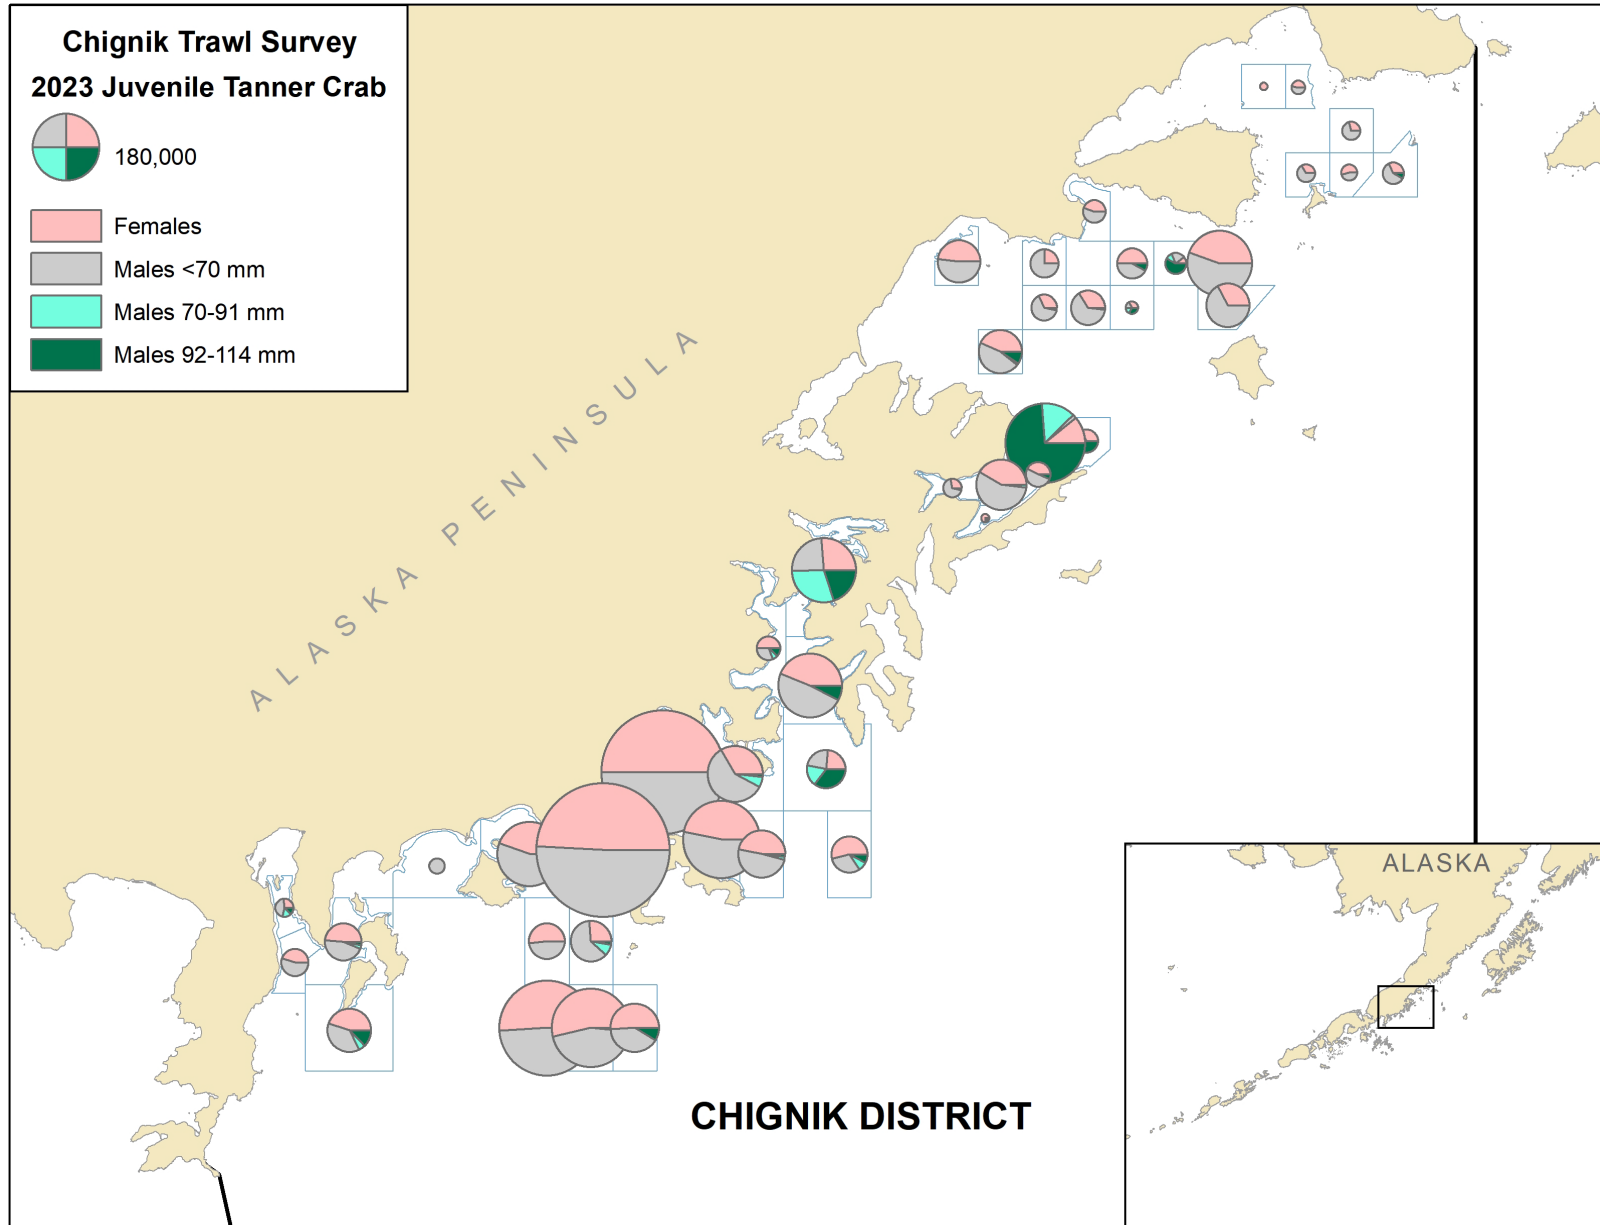 Chignik Trawl Survey
2023 Juvenile Tanner Crab
180,000
Females
Males <70 mm
Males 70-91 mm
Males 92-114 mm
ALASKA PENINSULA
ALASKA
CHIGNIK DISTRICT